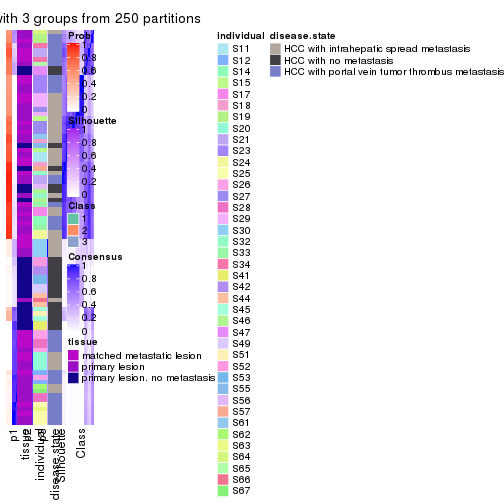 with 3 groups from 250 partitions
Prob
1
0.8
0.6
0.4
0.2
0
Silhouette
1
0.8
0.6
0.4
0.2
0
Class
1
2
3
Consensus
1
0.8
0.6
0.4
0.2
0
tissue
matched metastatic lesion
primary lesion
primary lesion. no metastasis
individual
S11
S12
S14
S15
S17
S18
S19
S20
S21
S23
S24
S25
S26
S27
S28
S29
S30
S32
S33
S34
S41
S42
S44
S45
S46
S47
S49
S51
S52
S53
S55
S56
S57
S61
S62
S63
S64
S65
S66
S67
disease.state
HCC with intrahepatic spread metastasis
HCC with no metastasis
HCC with portal vein tumor thrombus metastasis
p1
tissue
individual
disease.state
Silhouette
Class